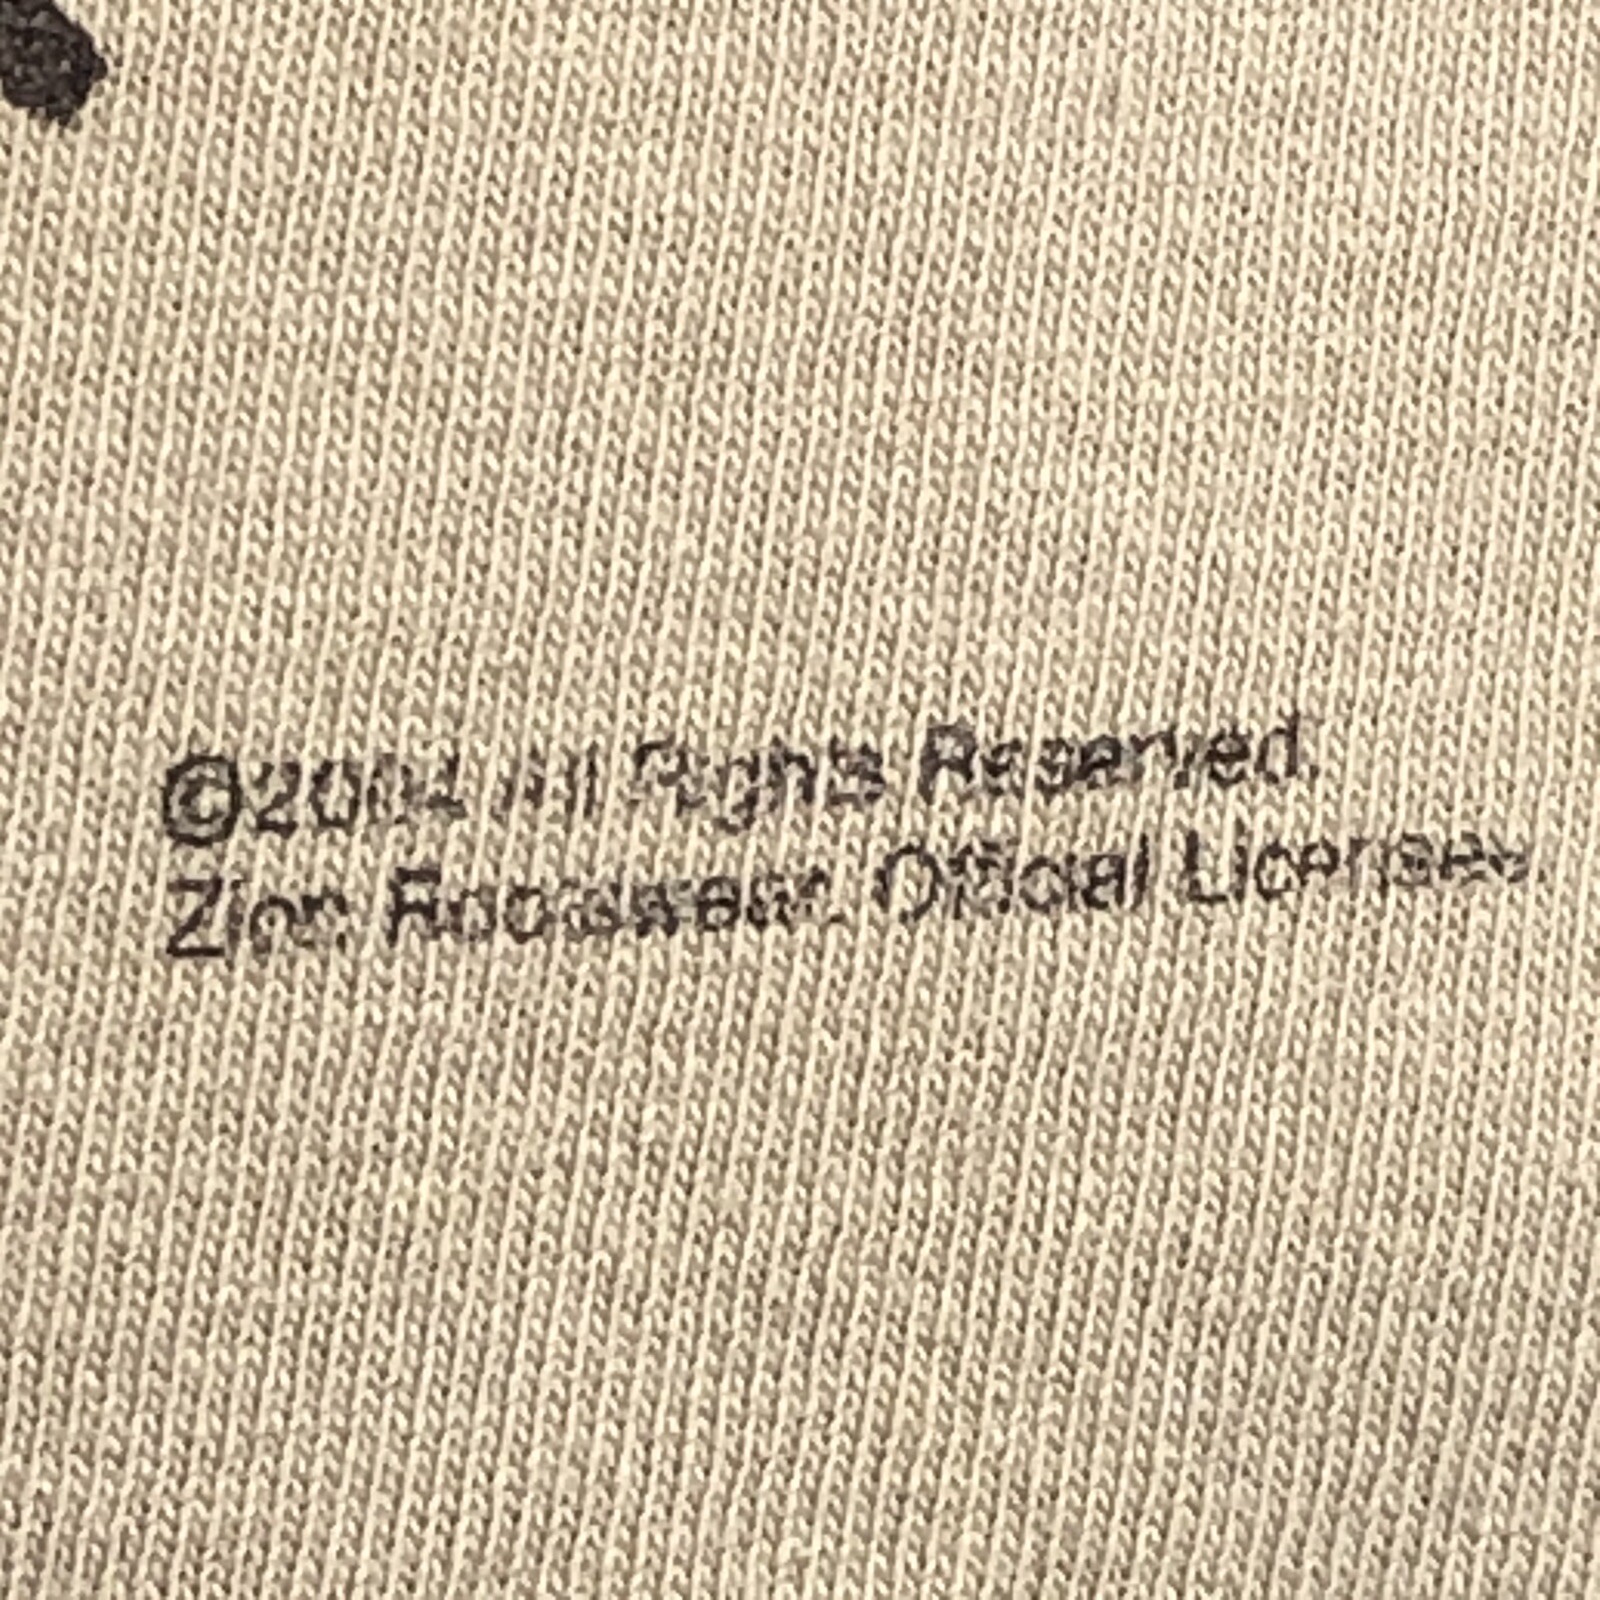 ©2004 All Rights Reserved.
Zion Rootswear. Official Licensee.